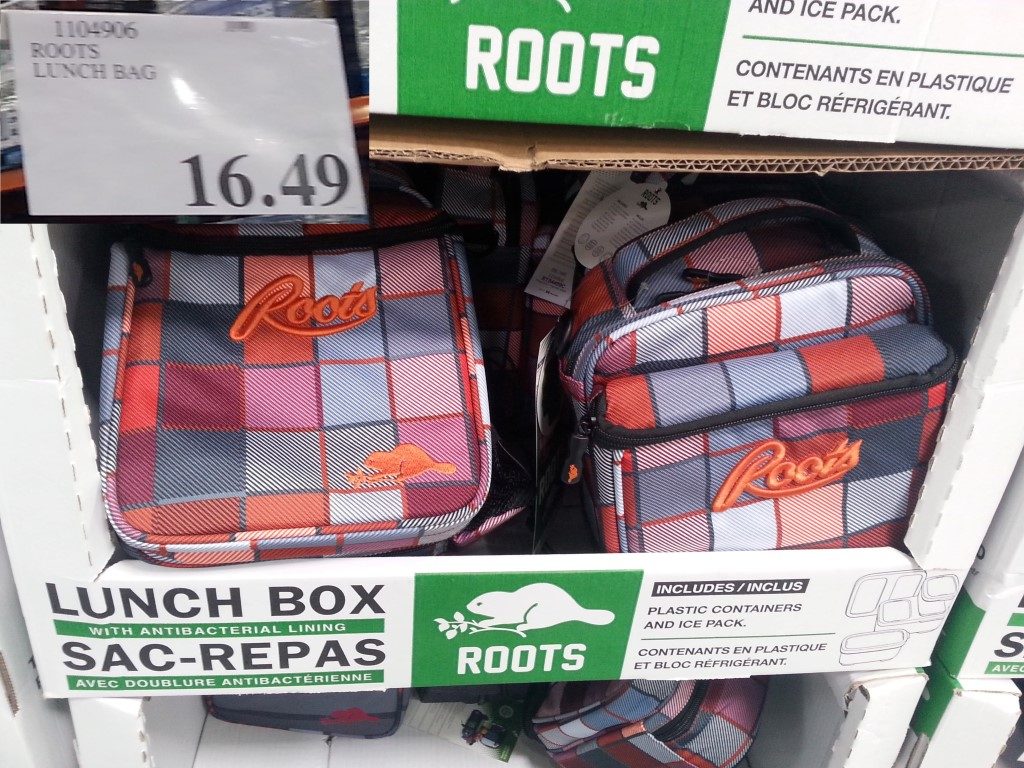 1104906
ROOTS
LUNCH BAG
16.49
ROOTS
AND ICE PACK.
CONTENANTS EN PLASTIQUE
ET BLOC RÉFRIGÉRANT.
ROOTS
Roots
Roots
LUNCH BOX
WITH ANTIBACTERIAL LINING
SAC-REPAS
AVEC DOUBLURE ANTIBACTÉRIENNE
ROOTS
INCLUDES / INCLUS
PLASTIC CONTAINERS
AND ICE PACK.
CONTENANTS EN PLASTIQUE
ET BLOC RÉFRIGÉRANT.